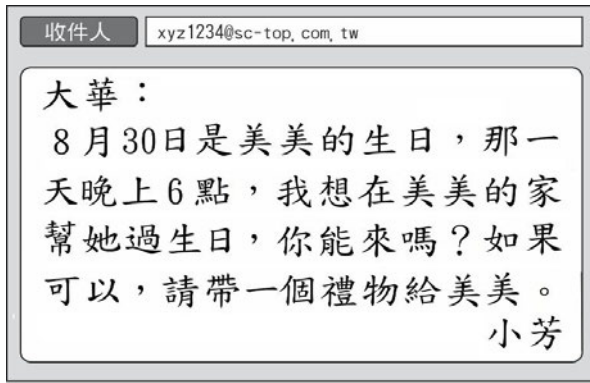 收件人 xyz1234@sc-top.com.tw
大華：
8月30日是美美的生日，那一
天晚上6點，我想在美美的家
幫她過生日，你能來嗎？如果
可以，請帶一個禮物給美美。
小芳